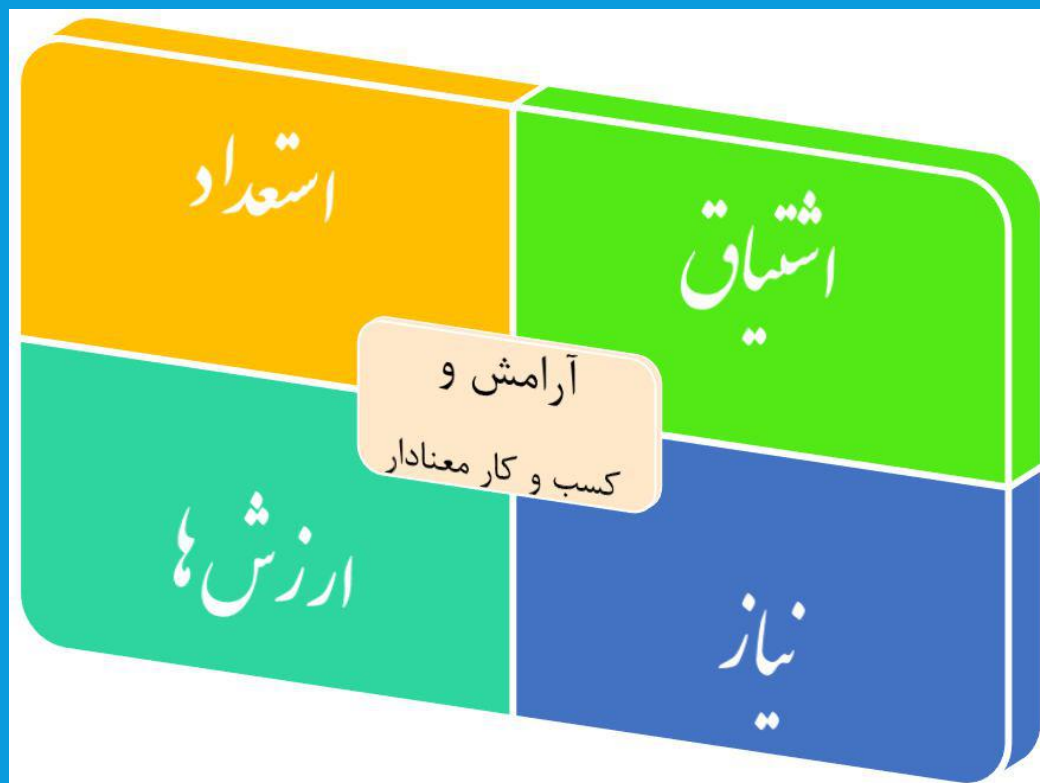 اشتیاق
استعداد
آرامش و
کسب و کار معنادار
نیاز
ارزش‌ها